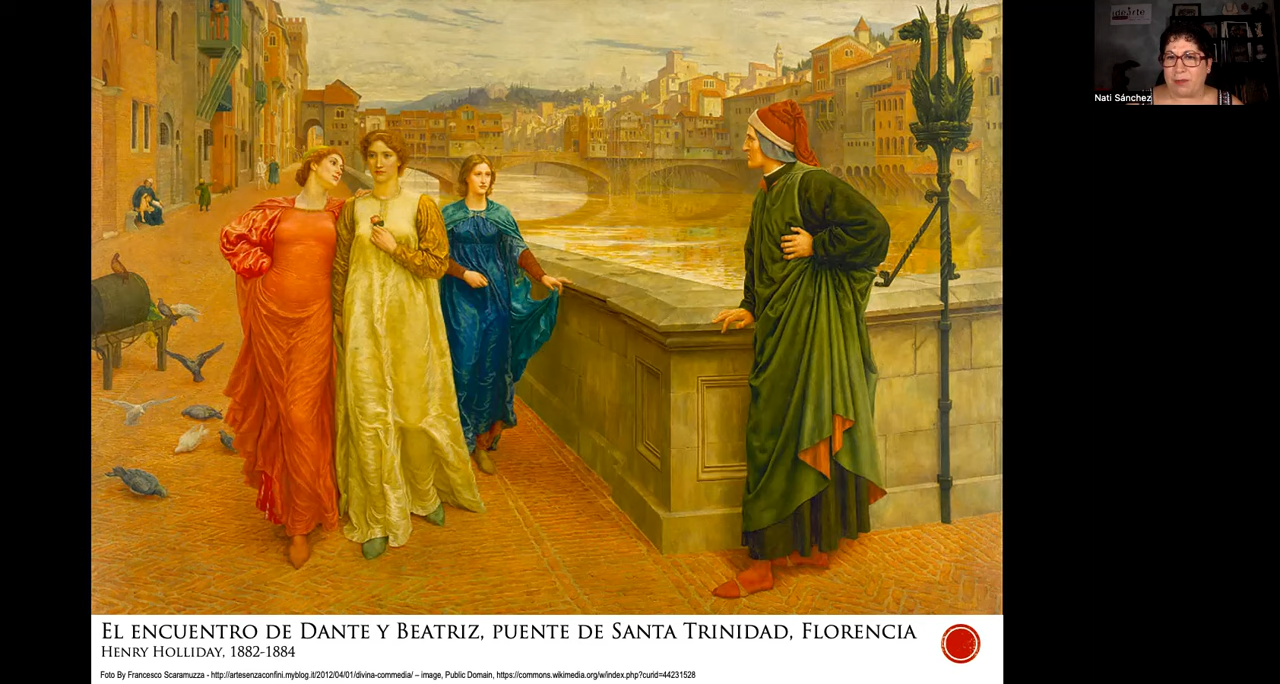 idearte
Nati Sánchez
El encuentro de Dante y Beatriz, puente de Santa Trinidad, Florencia
Henry Holliday, 1882-1884
Foto By Francesco Scaramuzza - http://artesenzaconfini.myblog.it/2012/04/01/divina-commedia/ – image, Public Domain, https://commons.wikimedia.org/w/index.php?curid=44231528